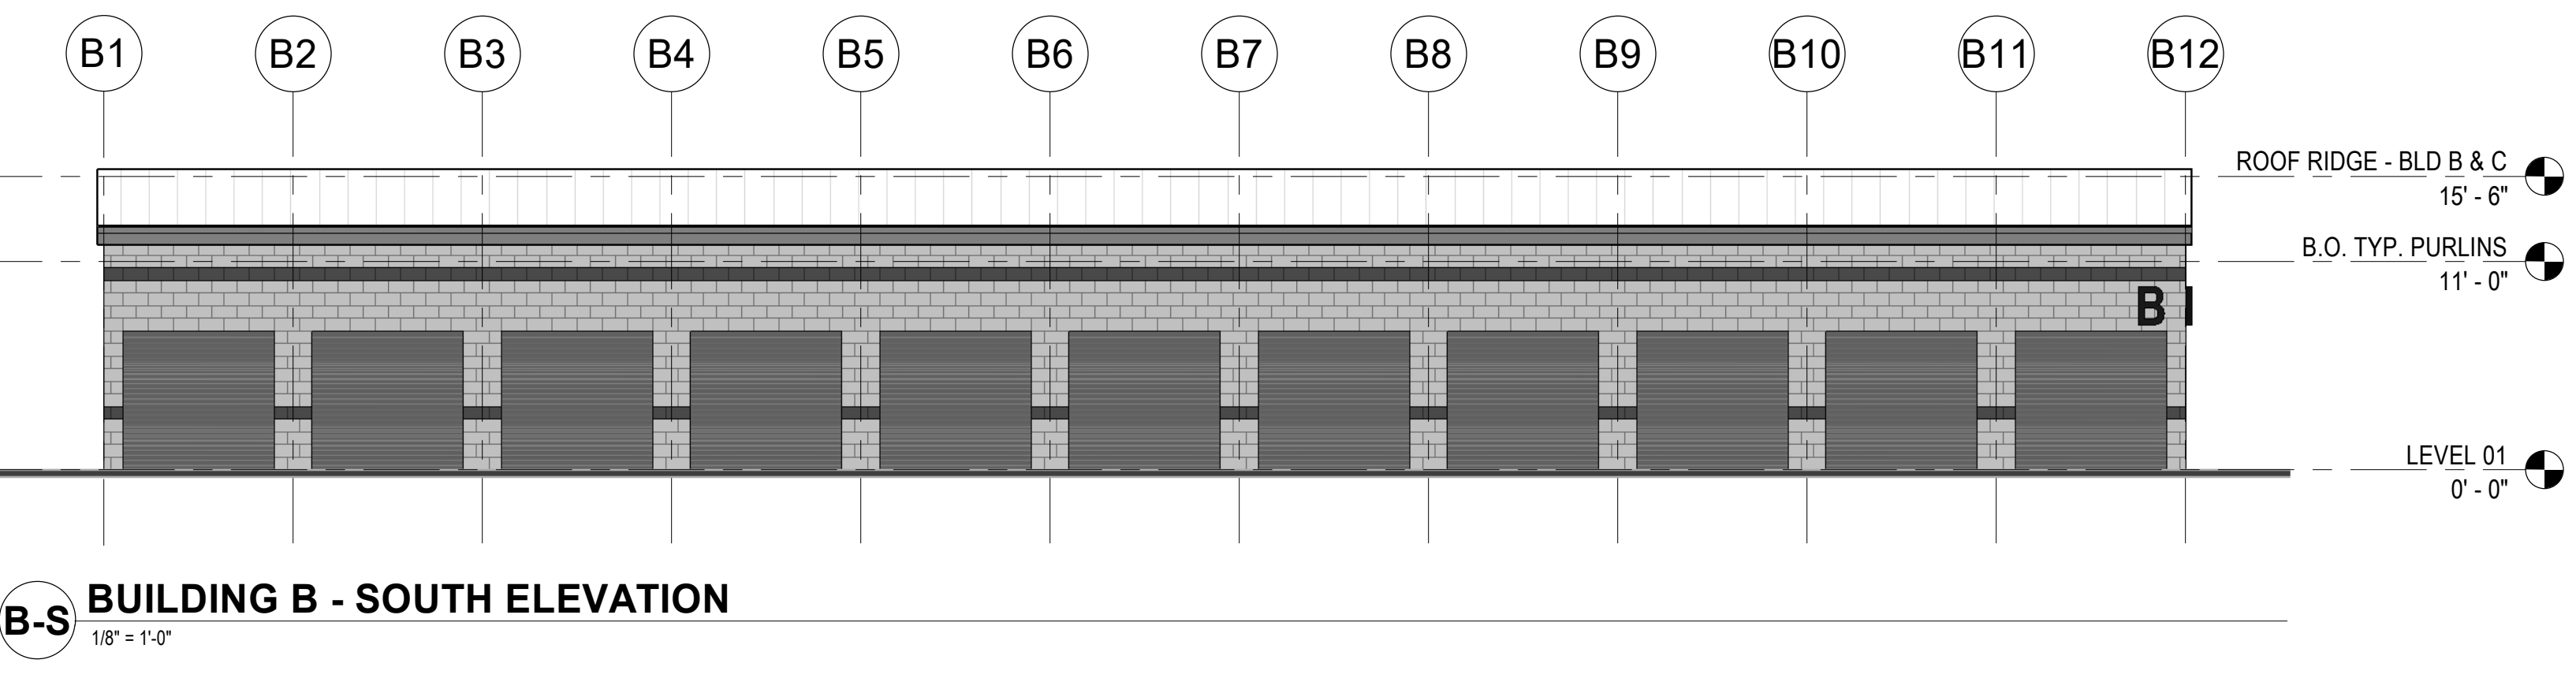 B1 B2 B3 B4 B5 B6 B7 B8 B9 B10 B11 B12
ROOF RIDGE - BLD B & C
15' - 6"
B.O. TYP. PURLINS
11' - 0"
B
LEVEL 01
0' - 0"
B-S
BUILDING B - SOUTH ELEVATION
1/8" = 1'-0"